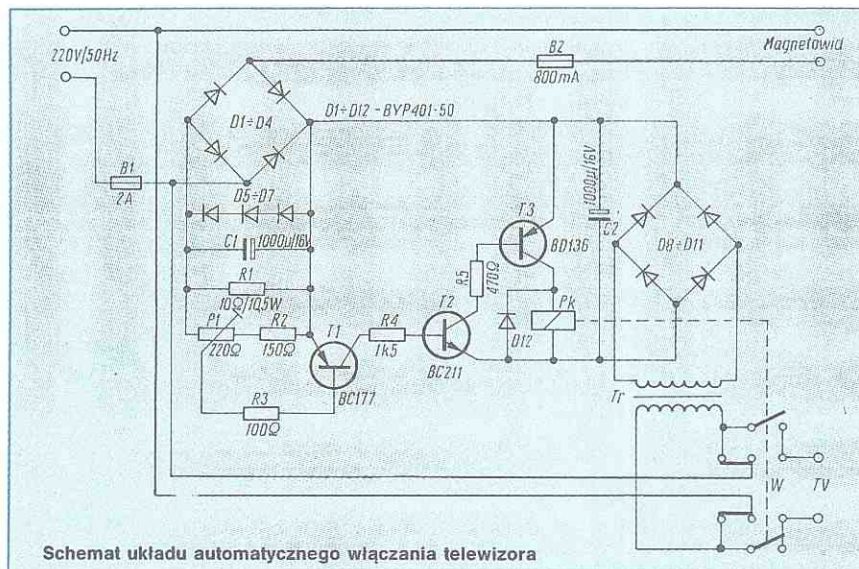 220V/50Hz
Magnetowid
B2
800mA
D1÷D4
D1÷D12 - BYP401-50
B1
2A
D5÷D7
C1
1000µ/16V
R1
10Ω/10,5W
P1
220Ω
R2
150Ω
T1
BC177
R3
100Ω
R4
1k5
T2
BC211
R5
470Ω
T3
BD136
D12
Pk
1000µ/16V
C2
D8÷D11
Tr
W
TV
Schemat układu automatycznego włączania telewizora